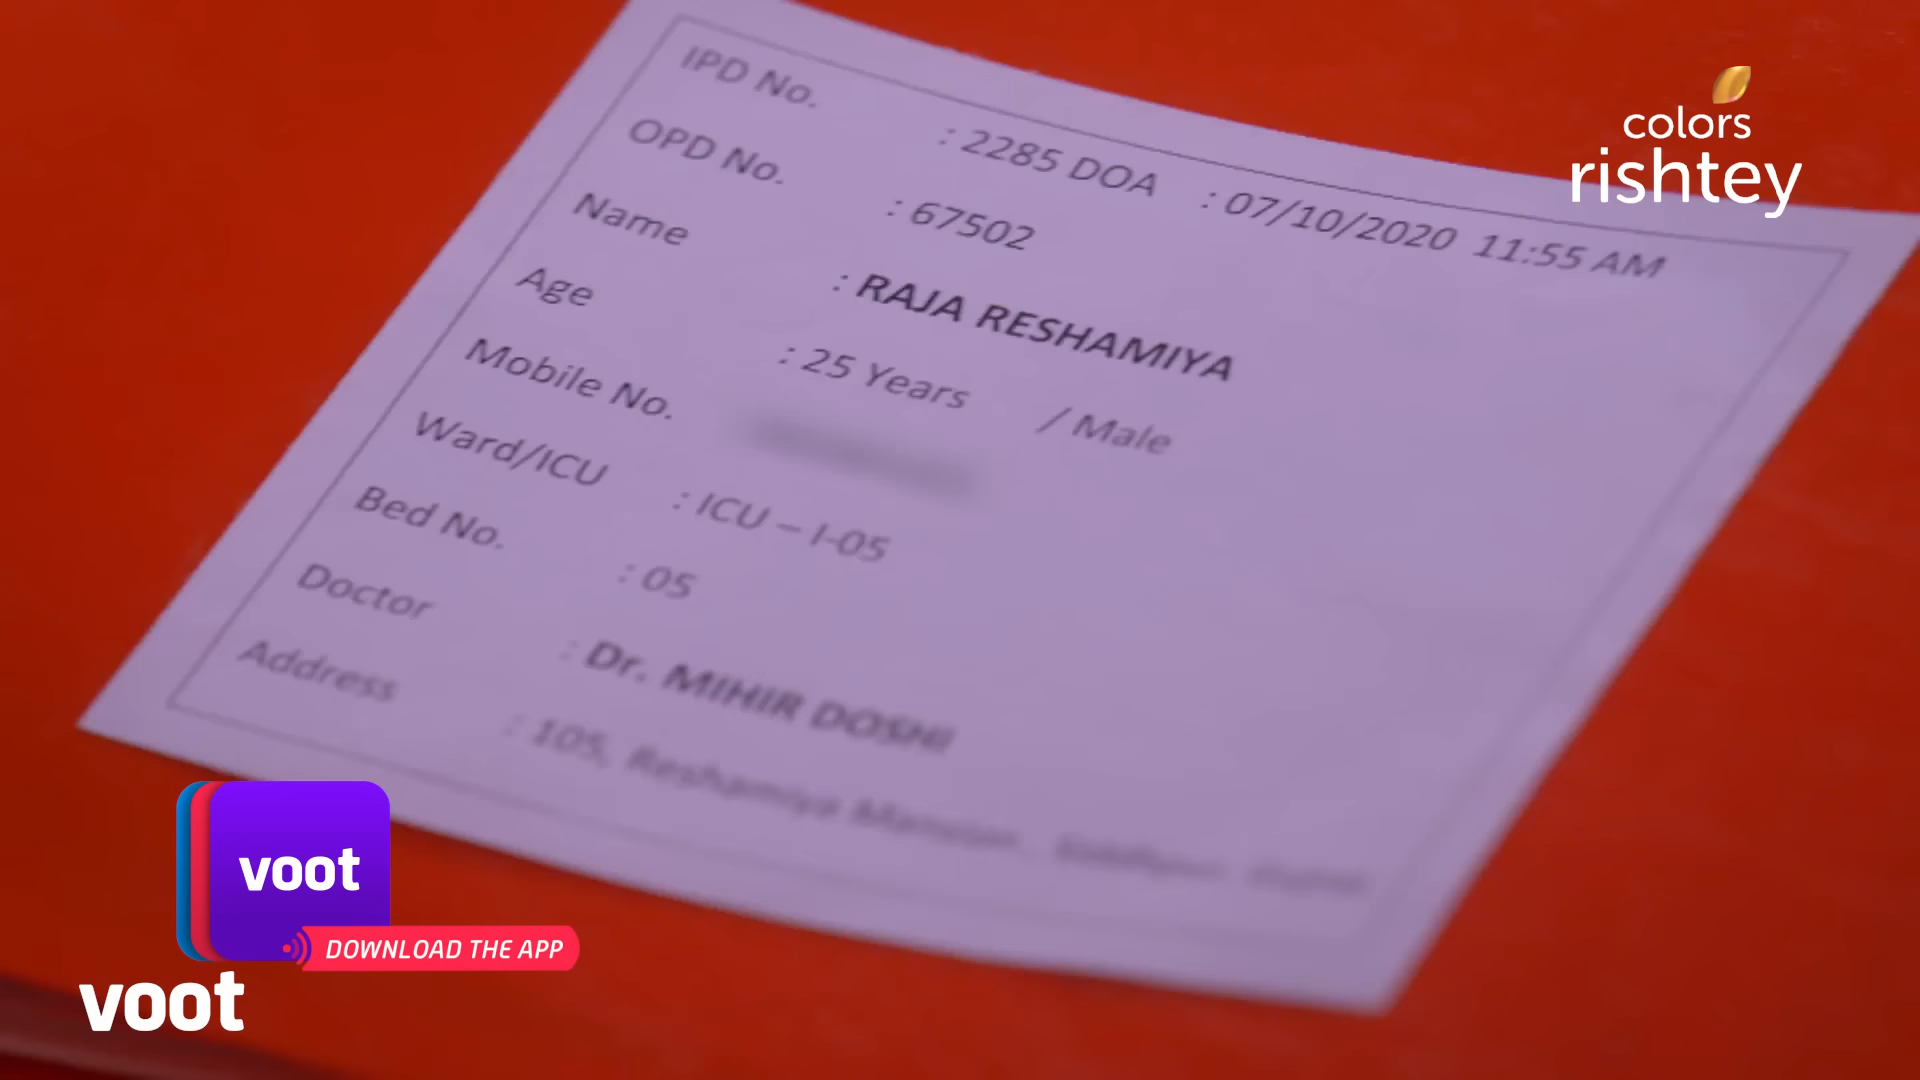 IPD No. : 2285 DOA : 07/10/2020 11:55 AM
OPD No. : 67502
Name : RAJA RESHAMIYA
Age : 25 Years / Male
Mobile No.
Ward/ICU : ICU – I-05
Bed No. : 05
Doctor : Dr. MIHIR DOSHI
Address : 105, Reshamiya Mansion
colors
rishtey
voot
DOWNLOAD THE APP
voot